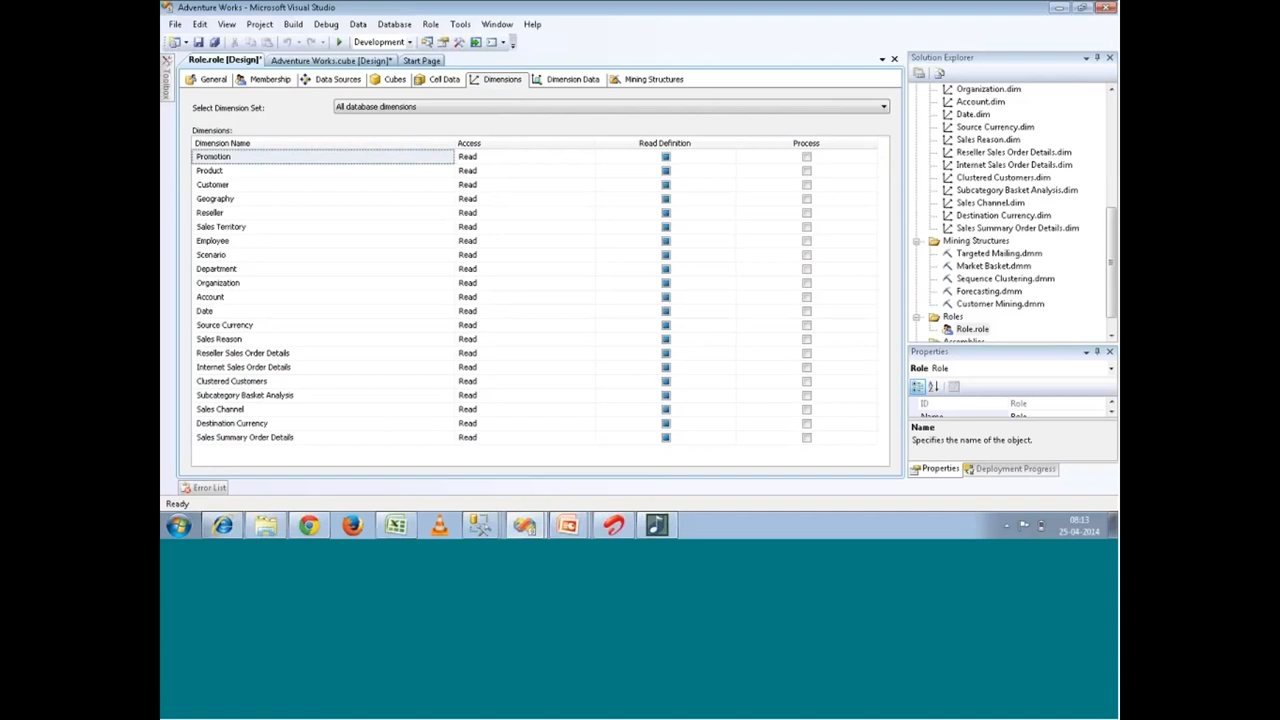 Adventure Works - Microsoft Visual Studio
File Edit View Project Build Debug Data Database Role Tools Window Help
Development
Toolbox
Role.role [Design]* Adventure Works.cube [Design]* Start Page
General Membership Data Sources Cubes Cell Data Dimensions Dimension Data Mining Structures
Select Dimension Set: All database dimensions
Dimensions:
Dimension Name Access Read Definition Process
Promotion Read
Product Read
Customer Read
Geography Read
Reseller Read
Sales Territory Read
Employee Read
Scenario Read
Department Read
Organization Read
Account Read
Date Read
Source Currency Read
Sales Reason Read
Reseller Sales Order Details Read
Internet Sales Order Details Read
Clustered Customers Read
Subcategory Basket Analysis Read
Sales Channel Read
Destination Currency Read
Sales Summary Order Details Read
Solution Explorer
Organization.dim
Account.dim
Date.dim
Source Currency.dim
Sales Reason.dim
Reseller Sales Order Details.dim
Internet Sales Order Details.dim
Clustered Customers.dim
Subcategory Basket Analysis.dim
Sales Channel.dim
Destination Currency.dim
Sales Summary Order Details.dim
Mining Structures
Targeted Mailing.dmm
Market Basket.dmm
Sequence Clustering.dmm
Forecasting.dmm
Customer Mining.dmm
Roles
Role.role
Assemblies
Properties
Role Role
ID Role
Name Role
Name
Specifies the name of the object.
Properties Deployment Progress
Error List
Ready
08:13
25-04-2014